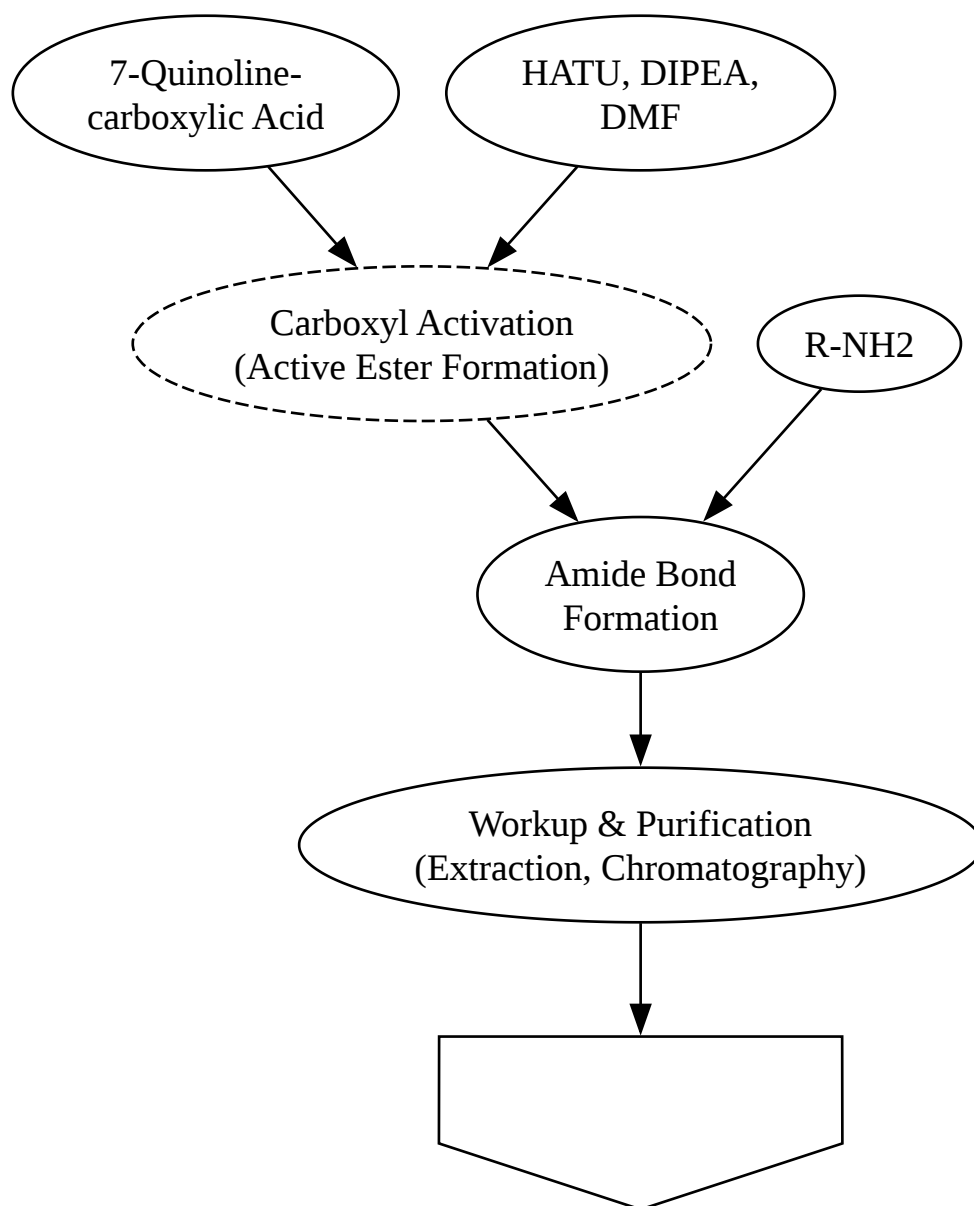 7-Quinoline-
carboxylic Acid
HATU, DIPEA,
DMF
Carboxyl Activation
(Active Ester Formation)
R-NH2
Amide Bond
Formation
Workup & Purification
(Extraction, Chromatography)